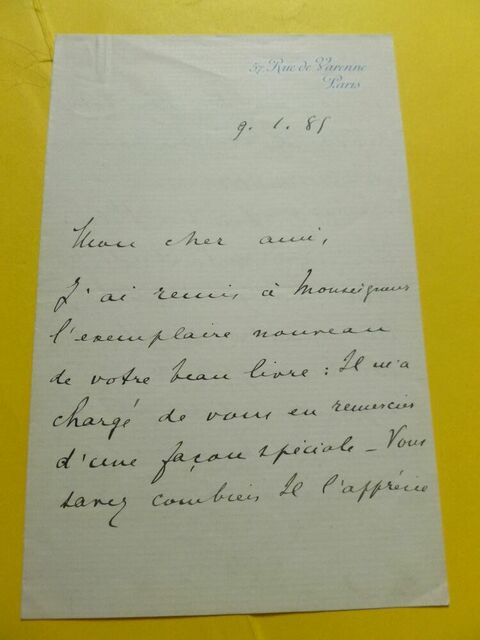 57, Rue de Varenne
Paris
9. 1. 85
Mon cher ami,
J'ai remis à Monseigneur
l'exemplaire nouveau
de votre beau livre : Il m'a
chargé de vous en remercier
d'une façon spéciale – Vous
savez combien Il l'apprécie